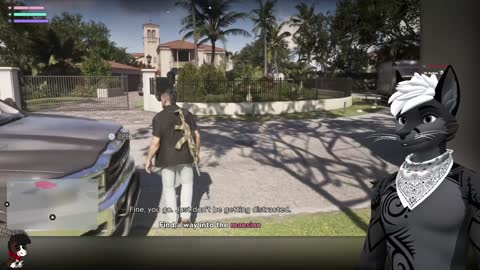 Fine, you go. Just don't be getting distracted.
Find a way into the mansion